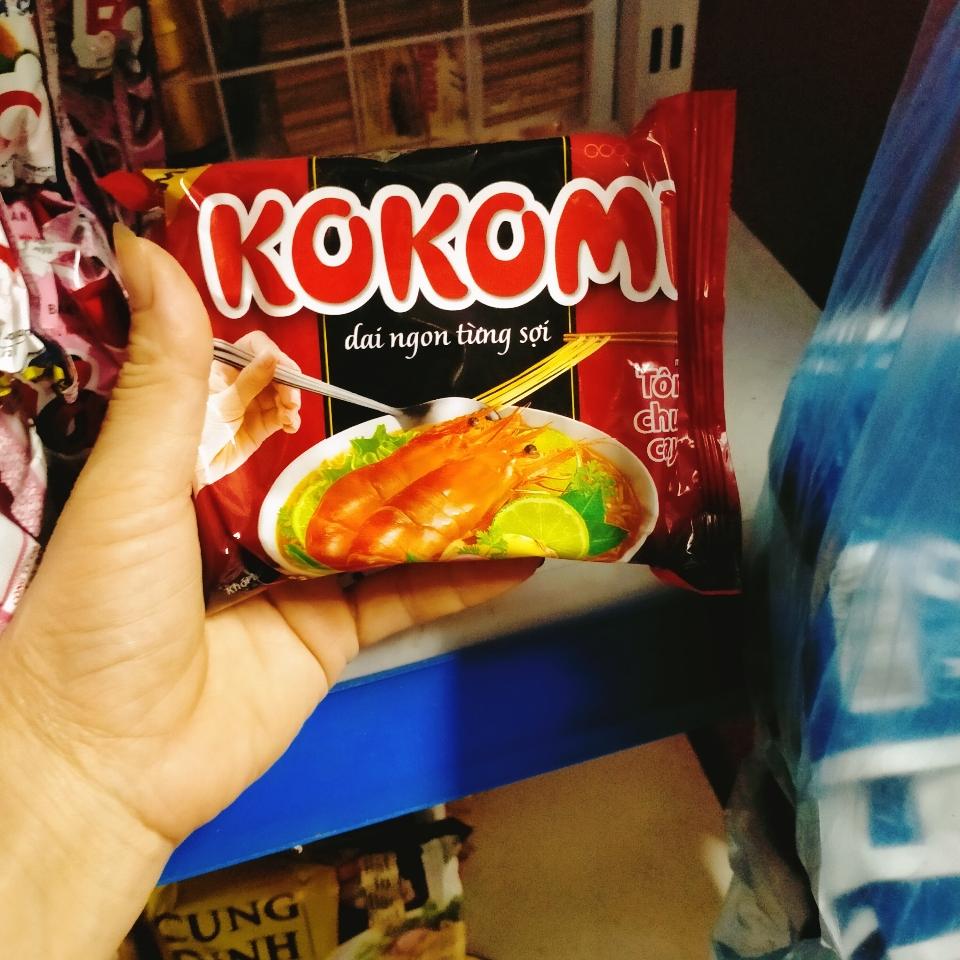 KOKOMI
dai ngon từng sợi
CUNG
ĐÌNH